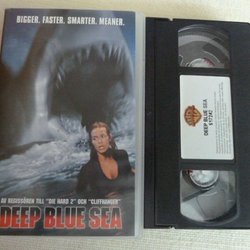 BIGGER. FASTER. SMARTER. MEANER.
AV REGISSÖREN TILL "DIE HARD 2" OCH "CLIFFHANGER"
DEEP BLUE SEA
DEEP BLUE SEA